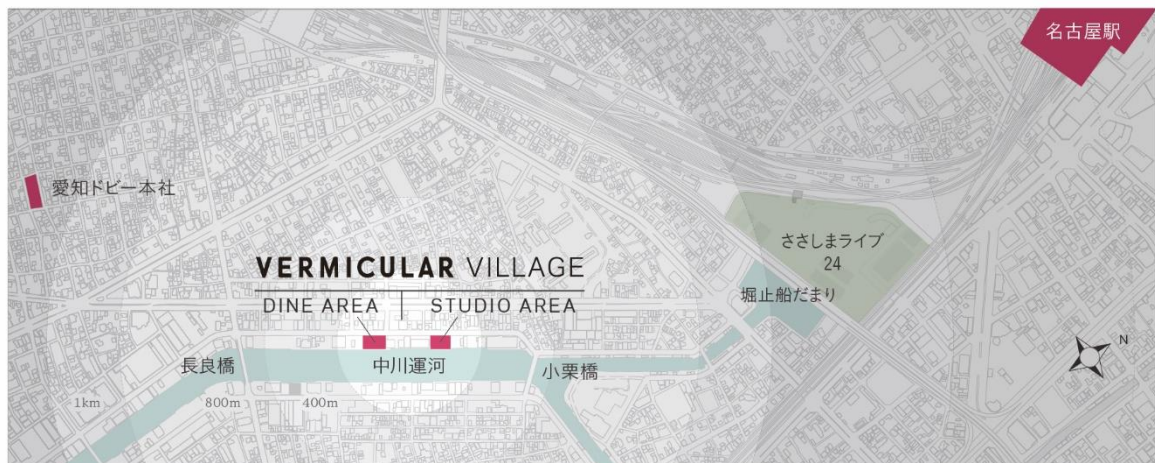 名古屋駅
愛知ドビー本社
ささしまライブ
24
VERMICULAR VILLAGE
DINE AREA
STUDIO AREA
堀止船だまり
N
長良橋
中川運河
小栗橋
1km
800m
400m